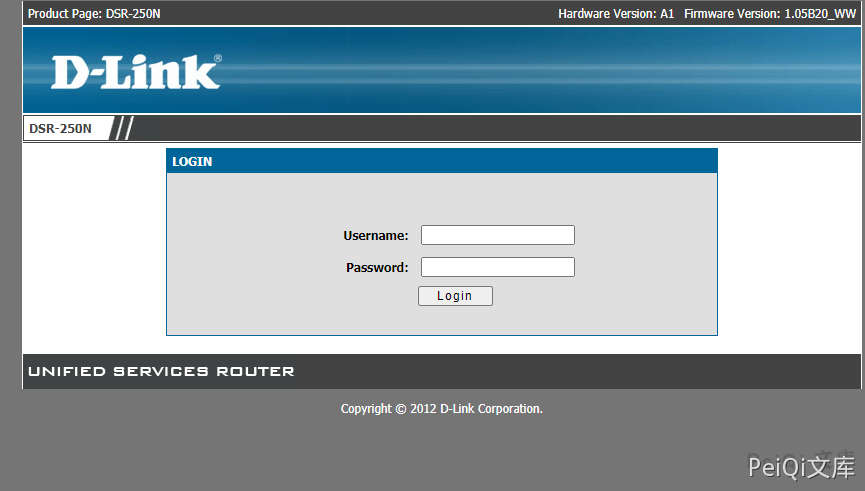 Product Page: DSR-250N Hardware Version: A1 Firmware Version: 1.05B20_WW
D-Link®
DSR-250N
LOGIN
Username:
Password:
Login
UNIFIED SERVICES ROUTER
Copyright © 2012 D-Link Corporation.
PeiQi文库